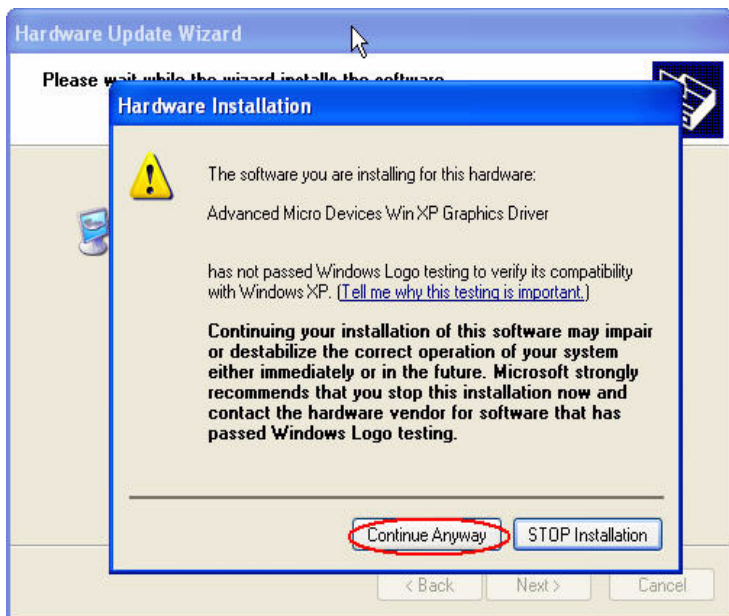 Hardware Update Wizard
Please wait while the wizard installs the software
Hardware Installation
The software you are installing for this hardware:
Advanced Micro Devices Win XP Graphics Driver
has not passed Windows Logo testing to verify its compatibility
with Windows XP. (Tell me why this testing is important.)
Continuing your installation of this software may impair
or destabilize the correct operation of your system
either immediately or in the future. Microsoft strongly
recommends that you stop this installation now and
contact the hardware vendor for software that has
passed Windows Logo testing.
Continue Anyway STOP Installation
< Back Next > Cancel